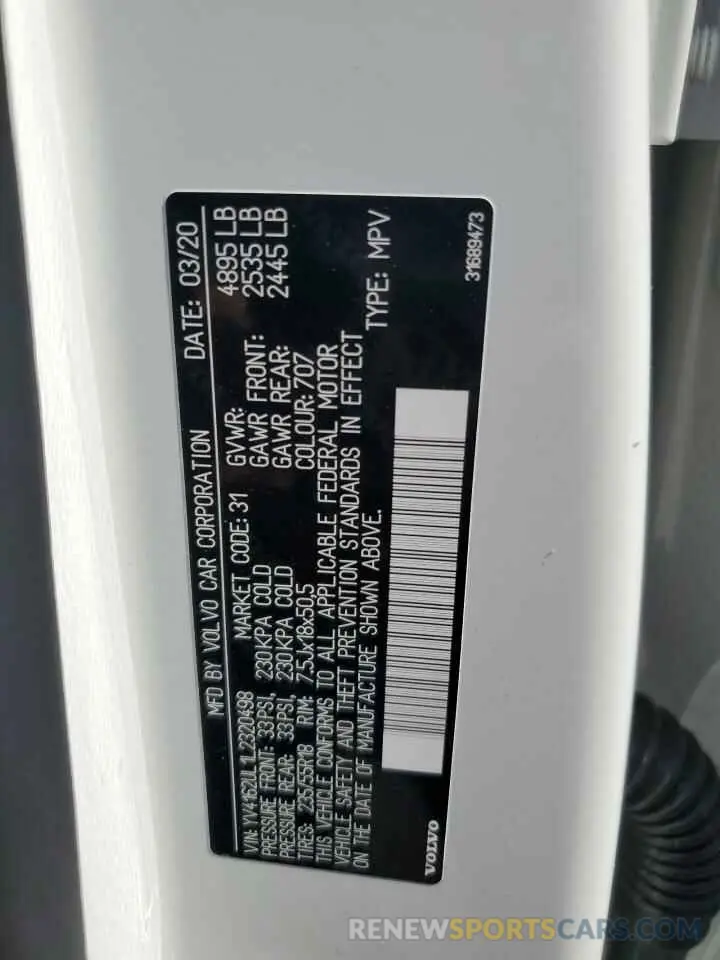 MFD BY VOLVO CAR CORPORATION DATE: 03/20
VIN: YV4162UL1L2320498 MARKET CODE: 31 GVWR: 4895 LB
PRESSURE FRONT: 33PSI, 230KPA COLD GAWR FRONT: 2535 LB
PRESSURE REAR: 33PSI, 230KPA COLD GAWR REAR: 2445 LB
TIRES: 235/55R18 RIM: 7.5Jx18x50,5 COLOUR: 707
THIS VEHICLE CONFORMS TO ALL APPLICABLE FEDERAL MOTOR
VEHICLE SAFETY AND THEFT PREVENTION STANDARDS IN EFFECT
ON THE DATE OF MANUFACTURE SHOWN ABOVE. TYPE: MPV
VOLVO 31689473
RENEWSPORTSCARS.COM